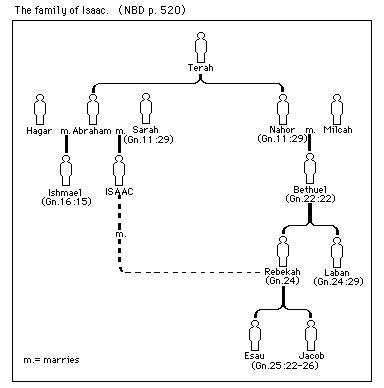 The family of Isaac. (NBD p. 520)
Terah
Hagar m. Abraham m. Sarah
(Gn.11:29)
Nahor m. Milcah
(Gn.11:29)
Ishmael
(Gn.16:15)
ISAAC
Bethuel
(Gn.22:22)
m.
Rebekah
(Gn.24)
Laban
(Gn.24:29)
Esau Jacob
(Gn.25:22-26)
m.= marries